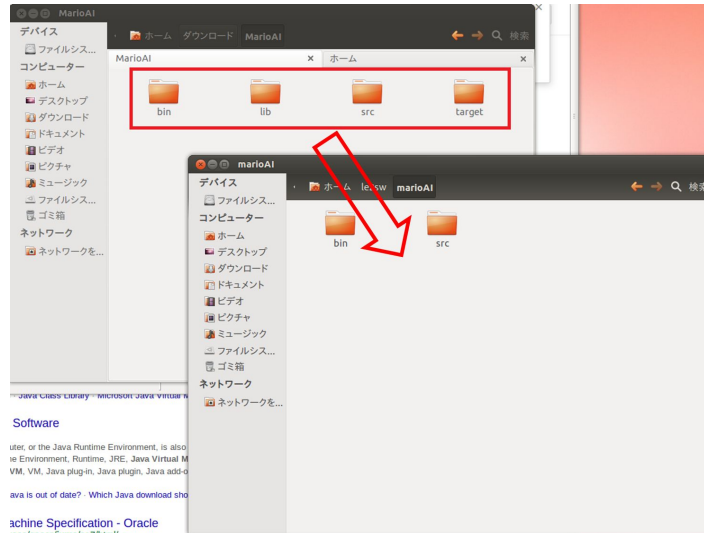 MarioAI
デバイス
ファイルシス...
コンピューター
ホーム
デスクトップ
ダウンロード
ドキュメント
ビデオ
ピクチャ
ミュージック
ファイルシス...
ゴミ箱
ネットワーク
ネットワークを...
ホーム ダウンロード MarioAI 検索
MarioAI × ホーム ×
bin lib src target
marioAI
デバイス
ファイルシス...
コンピューター
ホーム
デスクトップ
ダウンロード
ドキュメント
ビデオ
ピクチャ
ミュージック
ファイルシス...
ゴミ箱
ネットワーク
ネットワークを...
ホーム marioAI 検索
bin src
Java Class Library · Microsoft Java Virtual
Software
uter, or the Java Runtime Environment, is also
Environment, Runtime, JRE, Java Virtual M
VM, VM, Java plug-in, Java plugin, Java add-o
ava is out of date? · Which Java download sho
achine Specification - Oracle